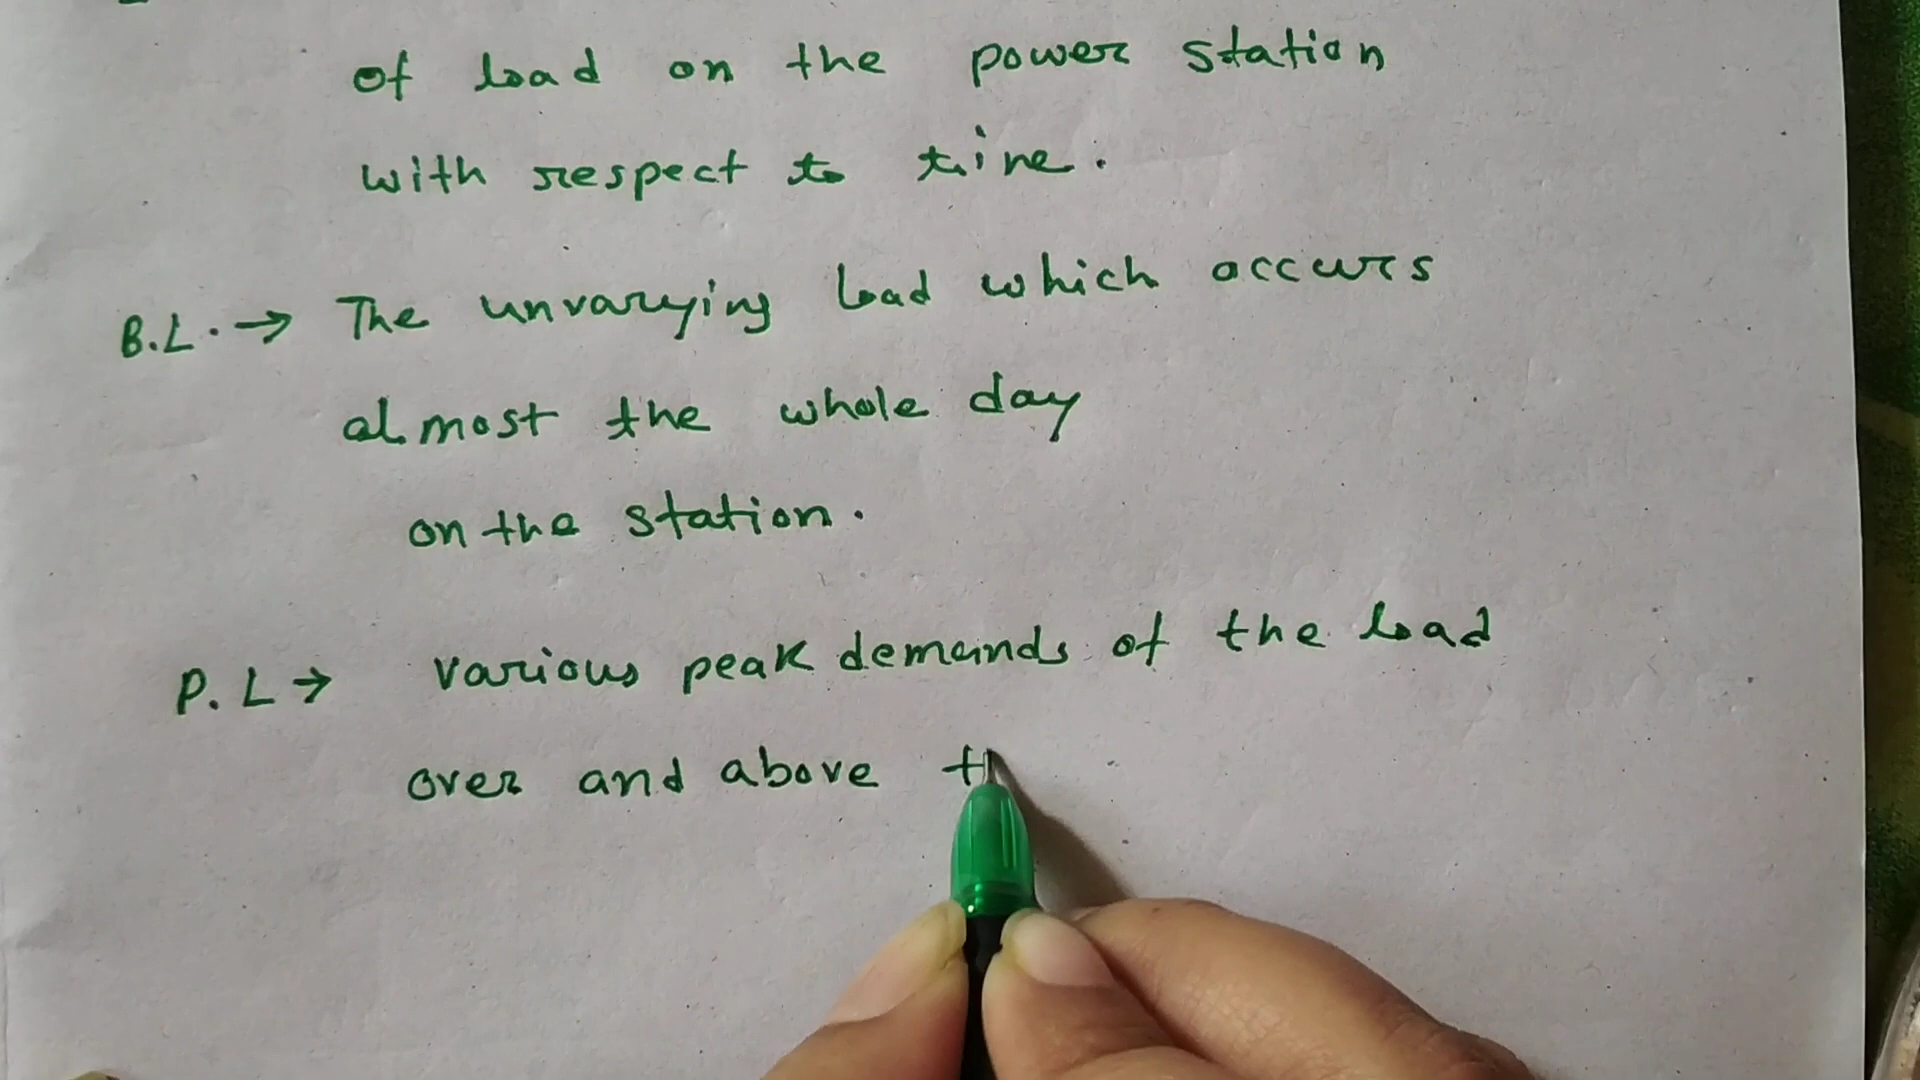 of load on the power station
with respect to time.
B.L. → The unvarying load which occurs
almost the whole day
on the station.
P.L → various peak demands of the load
over and above th